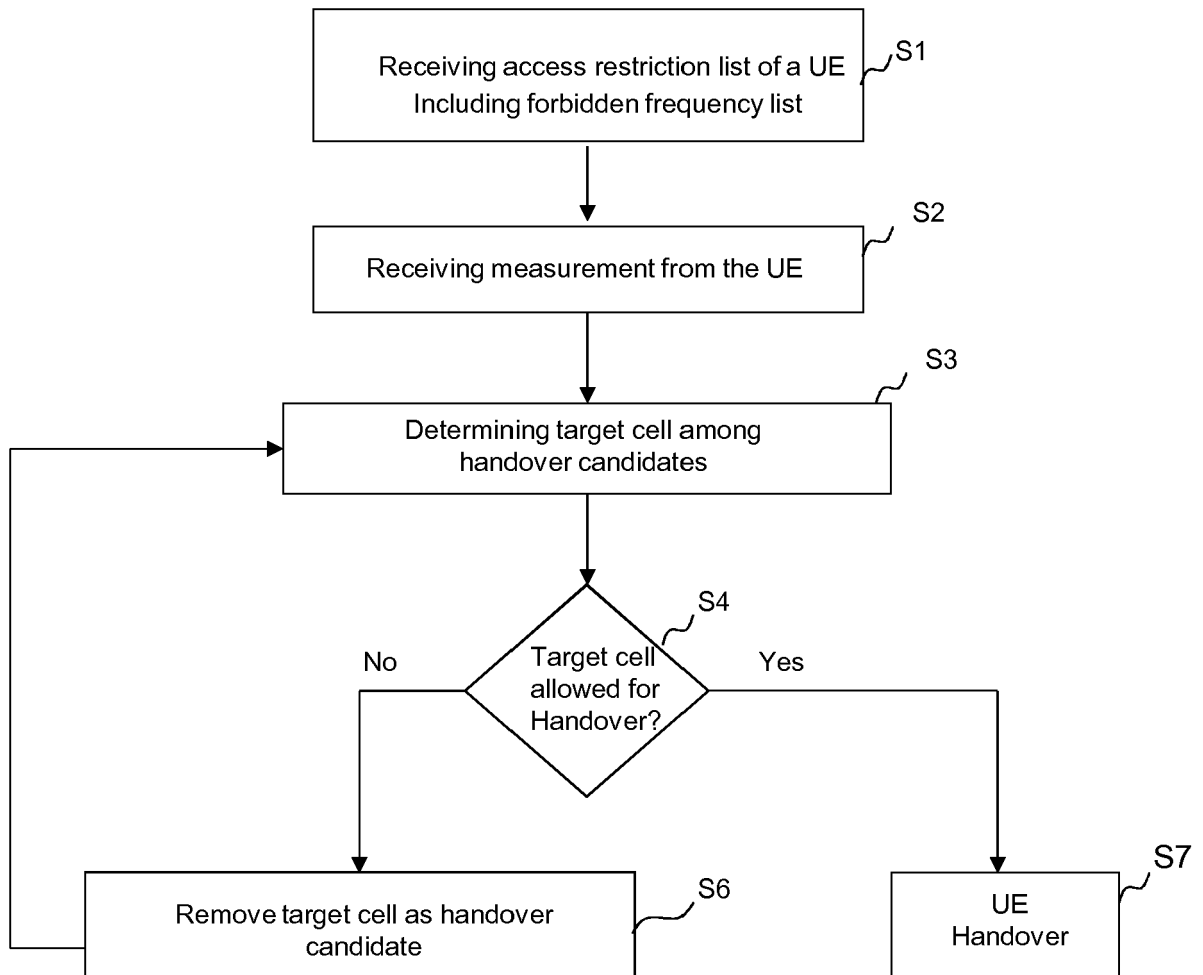 Receiving access restriction list of a UE
Including forbidden frequency list
S1
S2
Receiving measurement from the UE
S3
Determining target cell among
handover candidates
S4
No
Target cell
allowed for
Handover?
Yes
S6
Remove target cell as handover
candidate
S7
UE
Handover